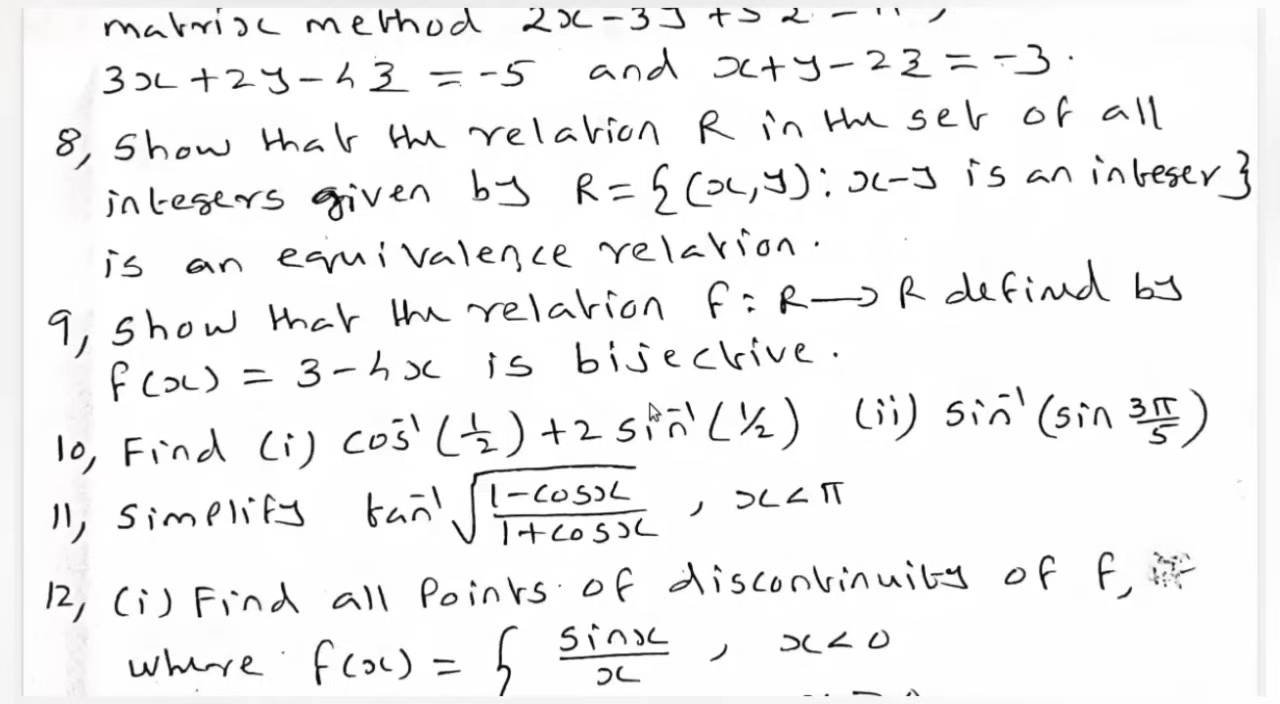 matrix method 2x-3y+5z
3x+2y-4z=-5 and x+y-2z=-3.
8, Show that the relation R in the set of all
integers given by R={(x,y): x-y is an integer}
is an equivalence relation.
9, Show that the relation f: R→R defined by
f(x) = 3-4x is bijective.
10, Find (i) cos⁻¹(1/2)+2 sin⁻¹(1/2) (ii) sin⁻¹(sin 3π/5)
11, Simplify tan⁻¹√((1-cosx)/(1+cosx)), x<π
12, (i) Find all Points of discontinuity of f,
where f(x) = { sinx/x, x<0